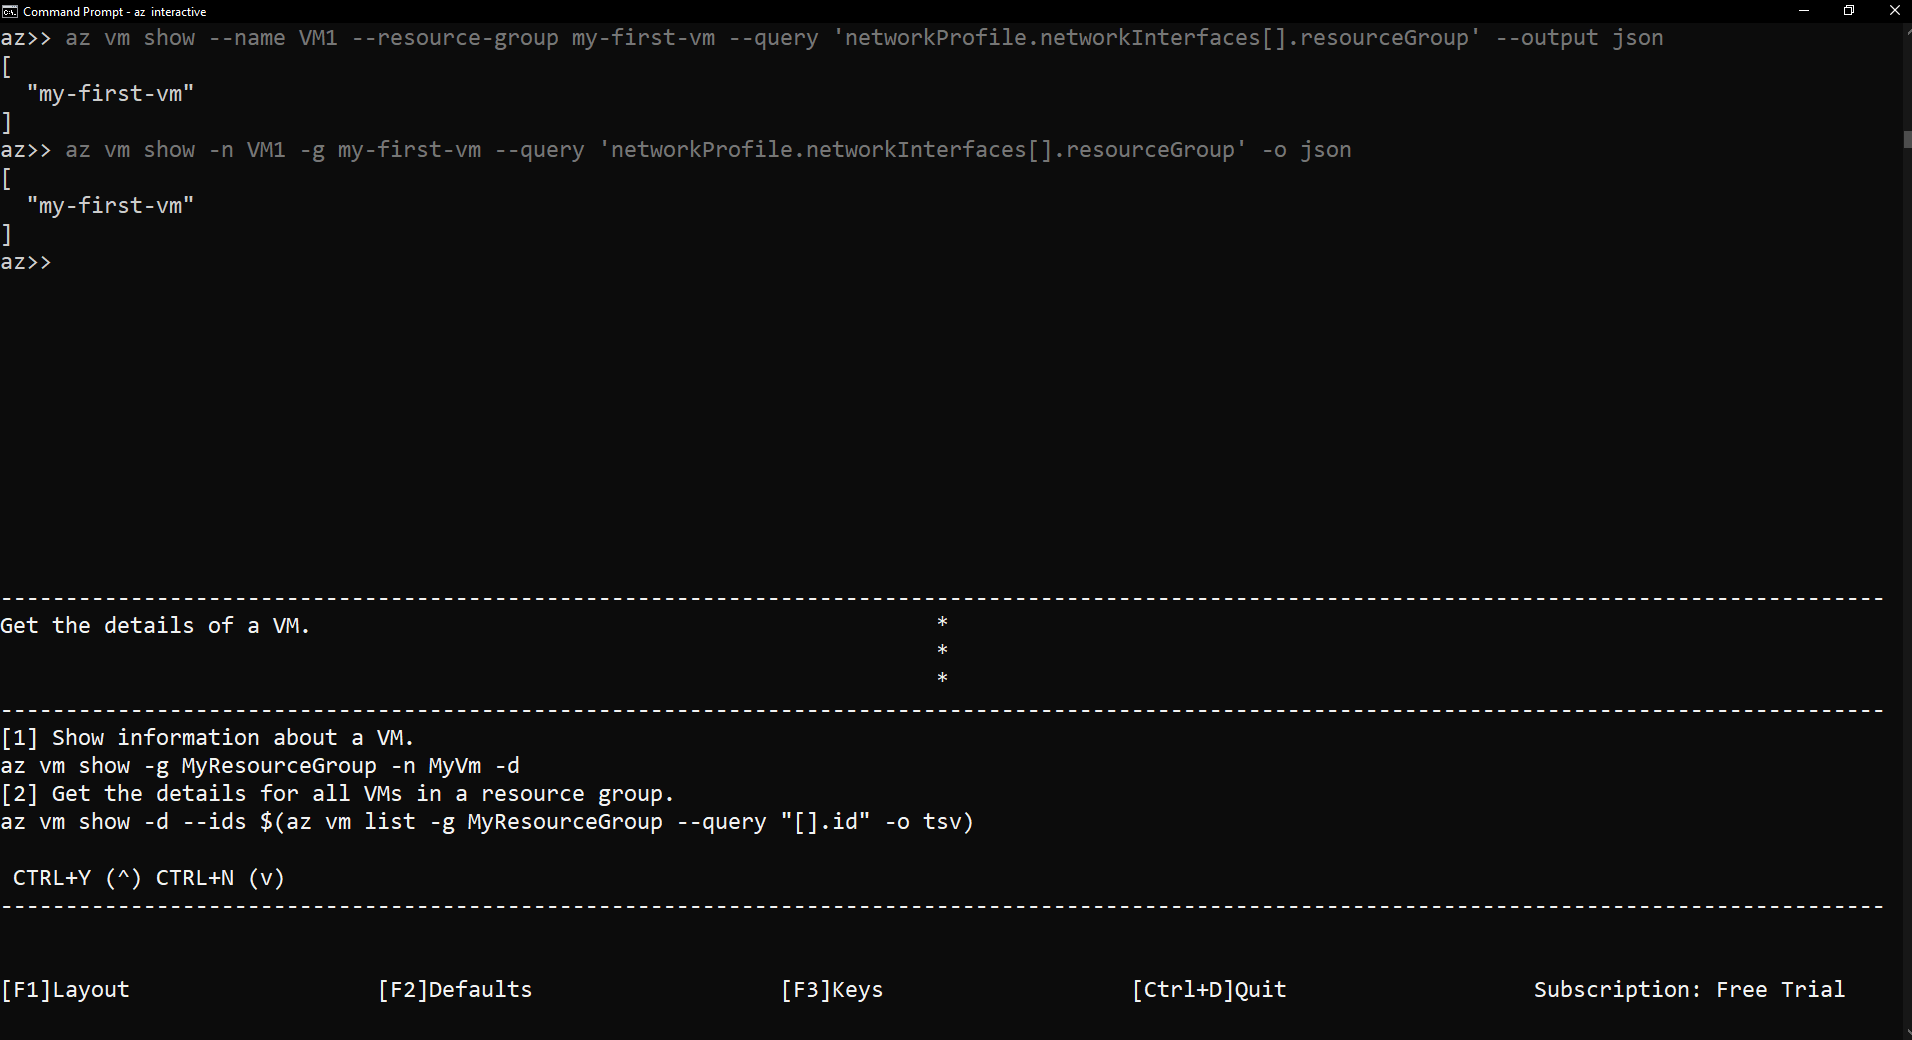 Command Prompt - az  interactive
az>> az vm show --name VM1 --resource-group my-first-vm --query 'networkProfile.networkInterfaces[].resourceGroup' --output json
[
  "my-first-vm"
]
az>> az vm show -n VM1 -g my-first-vm --query 'networkProfile.networkInterfaces[].resourceGroup' -o json
[
  "my-first-vm"
]
az>>
-------------------------------------------------------------------------------------------------------------------------------------------------
Get the details of a VM. *
*
*
-------------------------------------------------------------------------------------------------------------------------------------------------
[1] Show information about a VM.
az vm show -g MyResourceGroup -n MyVm -d
[2] Get the details for all VMs in a resource group.
az vm show -d --ids $(az vm list -g MyResourceGroup --query "[].id" -o tsv)
CTRL+Y (^) CTRL+N (v)
-------------------------------------------------------------------------------------------------------------------------------------------------
[F1]Layout [F2]Defaults [F3]Keys [Ctrl+D]Quit Subscription: Free Trial